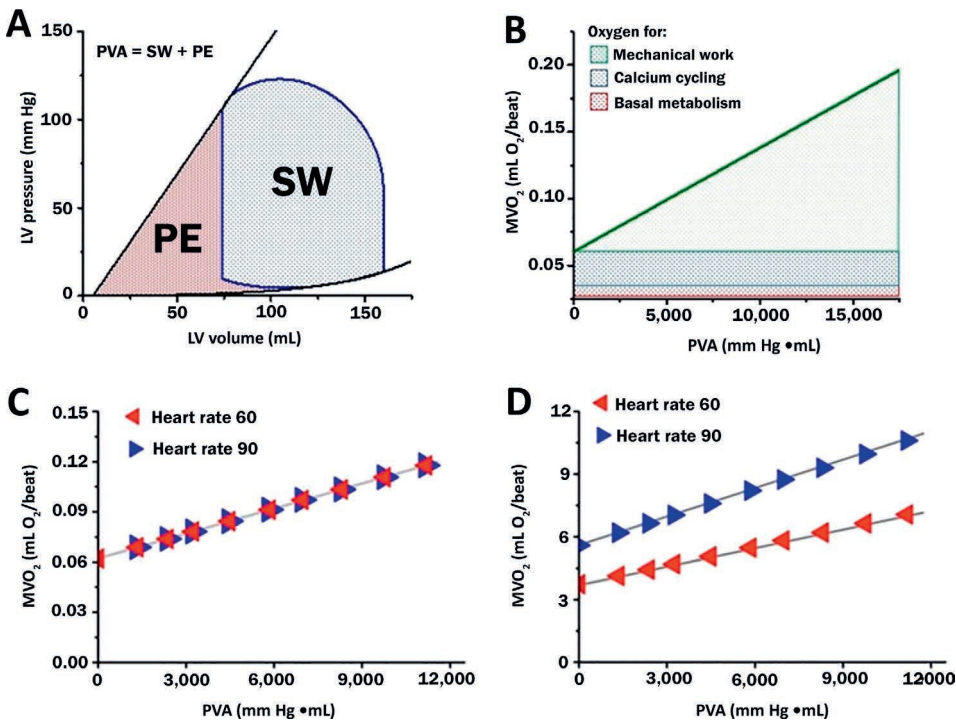 A
PVA = SW + PE
LV pressure (mm Hg)
150
100
50
0
PE
SW
0
50
100
150
LV volume (mL)
B
Oxygen for:
Mechanical work
Calcium cycling
Basal metabolism
MVO₂ (mL O₂/beat)
0.20
0.15
0.10
0.05
0
5,000
10,000
15,000
PVA (mm Hg •mL)
C
Heart rate 60
Heart rate 90
MVO₂ (mL O₂/beat)
0.15
0.12
0.09
0.06
0.03
0.00
0
3,000
6,000
9,000
12,000
PVA (mm Hg •mL)
D
Heart rate 60
Heart rate 90
MVO₂ (mL O₂/beat)
12
9
6
3
0
0
3,000
6,000
9,000
12000
PVA (mm Hg •mL)